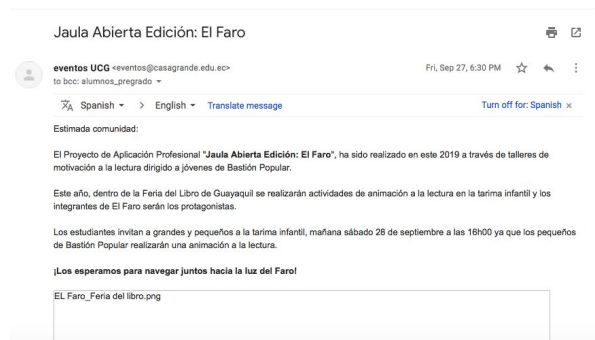 Jaula Abierta Edición: El Faro
eventos UCG <eventos@casagrande.edu.ec>
Fri, Sep 27, 6:30 PM
to bcc: alumnos_pregrado
Spanish > English Translate message
Turn off for: Spanish ×
Estimada comunidad:
El Proyecto de Aplicación Profesional "Jaula Abierta Edición: El Faro", ha sido realizado en este 2019 a través de talleres de
motivación a la lectura dirigido a jóvenes de Bastión Popular.
Este año, dentro de la Feria del Libro de Guayaquil se realizarán actividades de animación a la lectura en la tarima infantil y los
integrantes de El Faro serán los protagonistas.
Los estudiantes invitan a grandes y pequeños a la tarima infantil, mañana sábado 28 de septiembre a las 16h00 ya que los pequeños
de Bastión Popular realizarán una animación a la lectura.
¡Los esperamos para navegar juntos hacia la luz del Faro!
EL Faro_Feria del libro.png